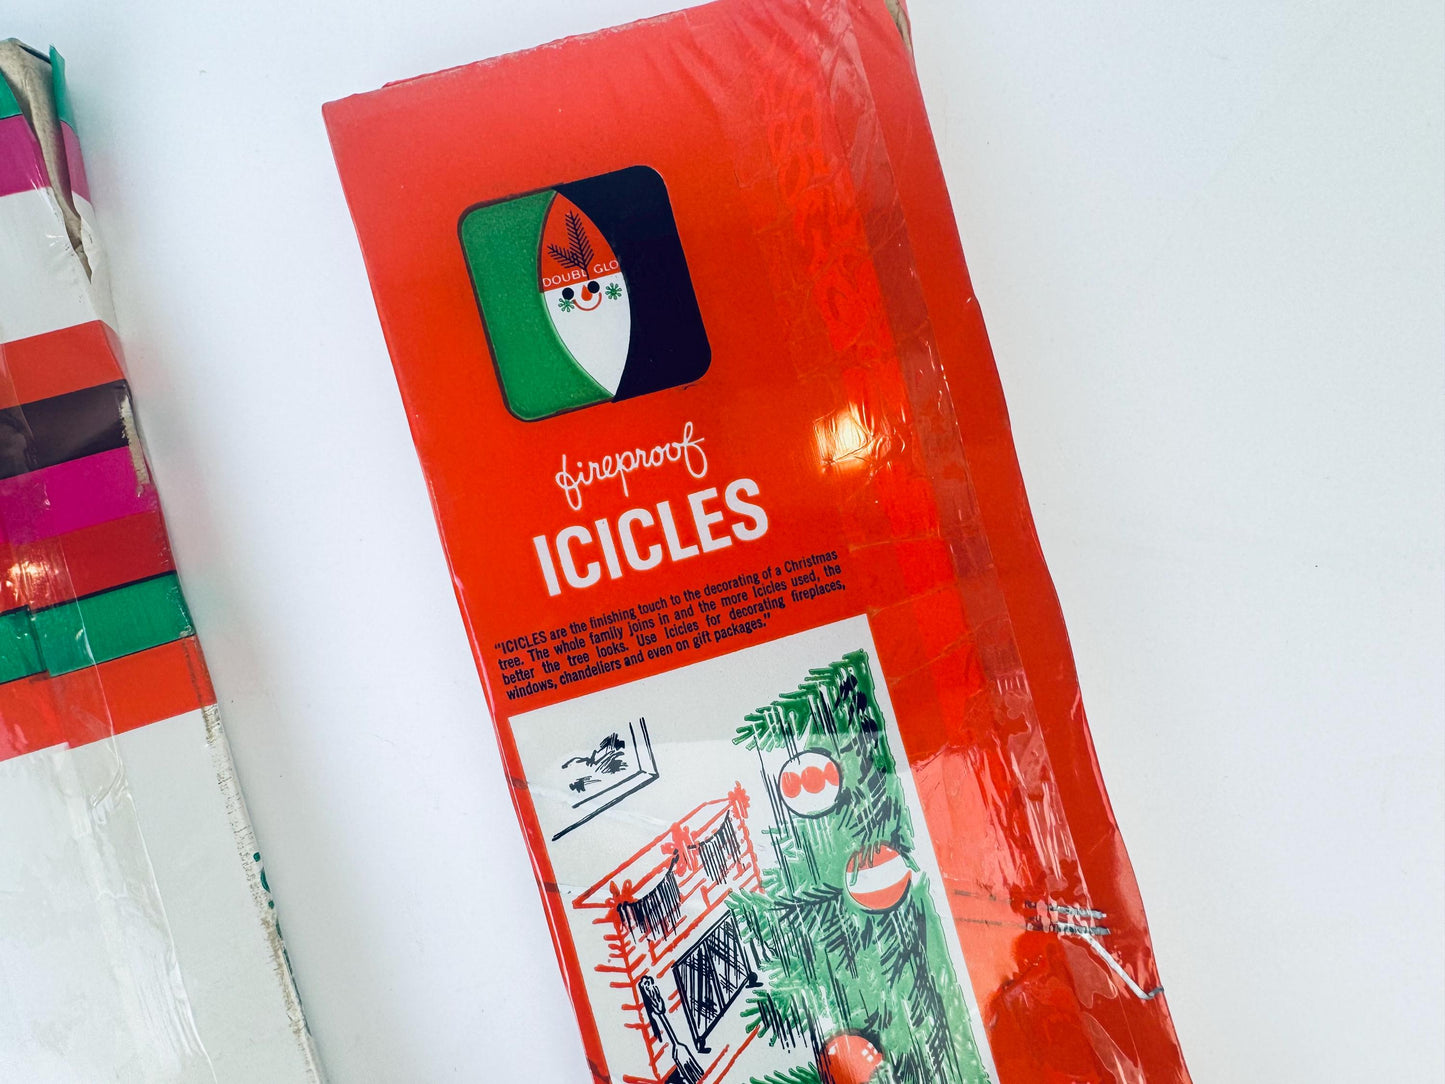 DOUBL GLO
fireproof
ICICLES
"ICICLES are the finishing touch to the decorating of a Christmas
tree. The whole family joins in and the more Icicles used, the
better the tree looks. Use Icicles for decorating fireplaces,
windows, chandeliers and even on gift packages."